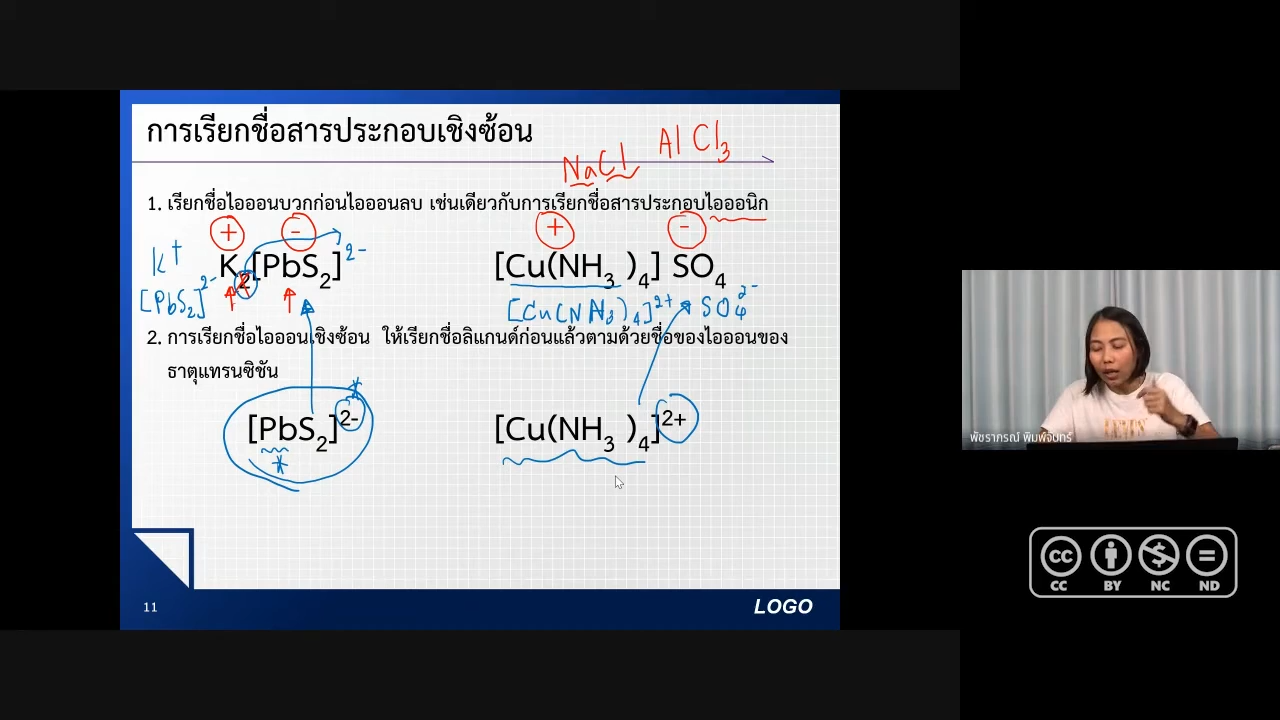 การเรียกชื่อสารประกอบเชิงซ้อน
NaCl AlCl3
1. เรียกชื่อไอออนบวกก่อนไอออนลบ เช่นเดียวกับการเรียกชื่อสารประกอบไอออนิก
+ - + -
K+ K2[PbS2]2- [Cu(NH3 )4] SO4
[PbS2]2- [Cu(NH3)4]2+ SO42-
2. การเรียกชื่อไอออนเชิงซ้อน ให้เรียกชื่อลิแกนด์ก่อนแล้วตามด้วยชื่อของไอออนของ
ธาตุแทรนซิชัน
[PbS2]2- [Cu(NH3 )4]2+
พัชราภรณ์ พิมพ์จันทร์
11
LOGO
CC BY NC ND